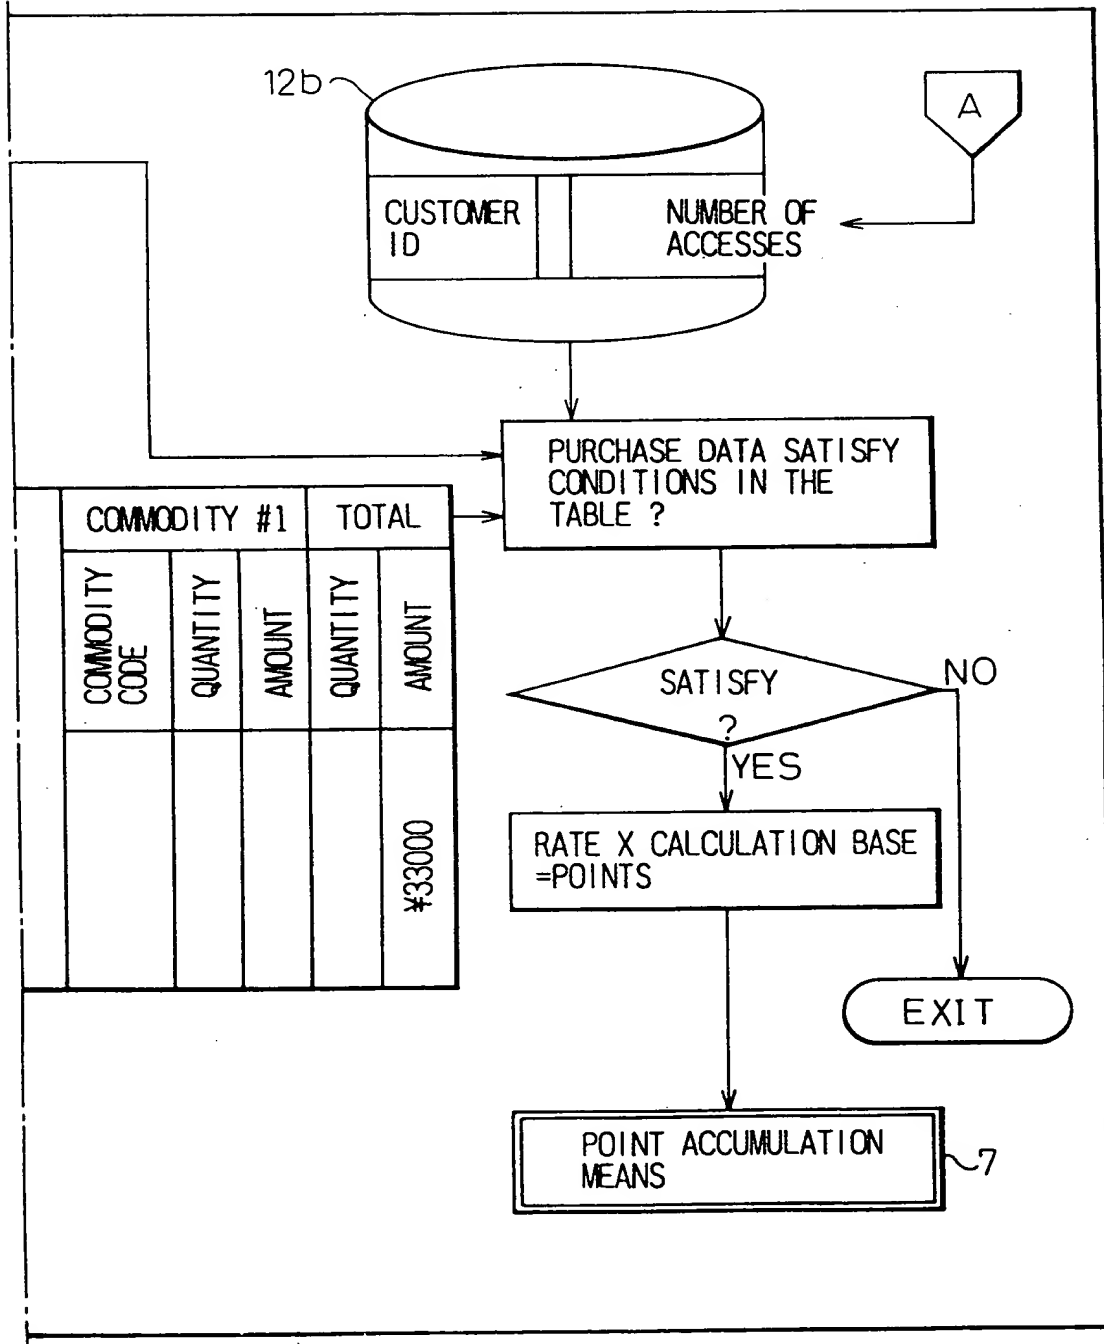 12b
A
CUSTOMER
ID
NUMBER OF
ACCESSES
PURCHASE DATA SATISFY
CONDITIONS IN THE
TABLE ?
COMMODITY #1
TOTAL
COMMODITY
CODE
QUANTITY
AMOUNT
QUANTITY
AMOUNT
¥33000
SATISFY
?
NO
YES
RATE X CALCULATION BASE
=POINTS
EXIT
POINT ACCUMULATION
MEANS
7